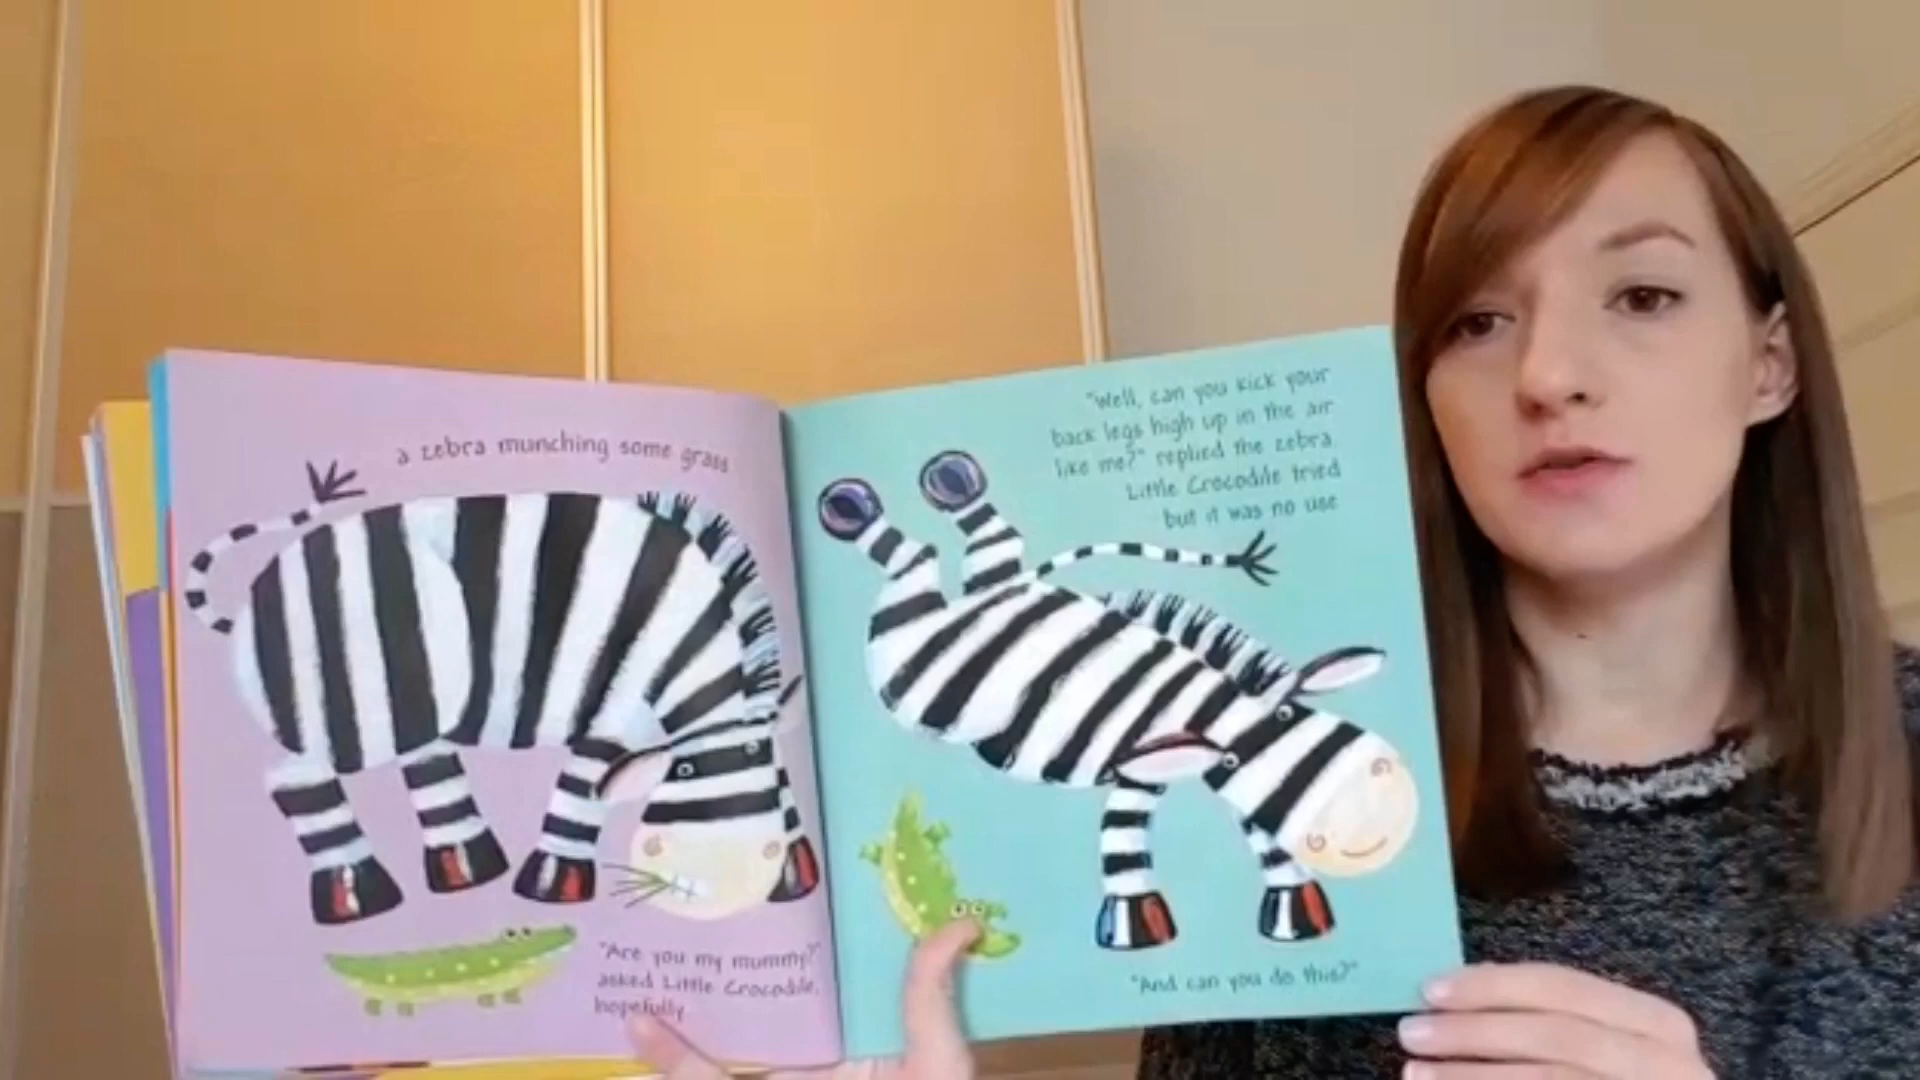 a zebra munching some grass
"Are you my mummy?"
asked Little Crocodile,
hopefully.
"Well, can you kick your
back legs high up in the air
like me?" replied the zebra.
Little Crocodile tried
but it was no use
"And can you do this?"